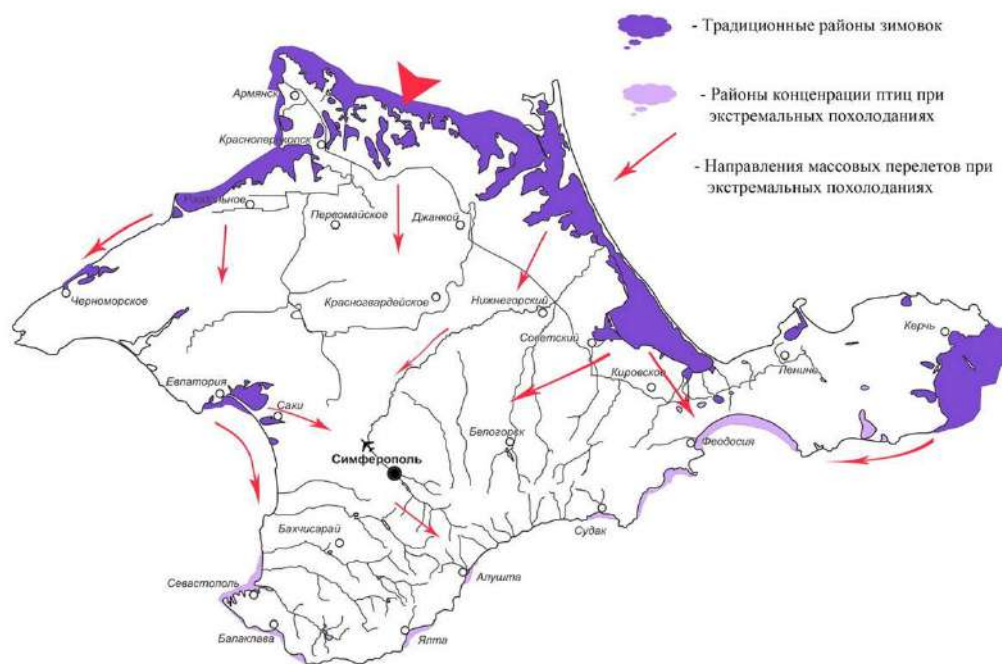 - Традиционные районы зимовок
- Районы конценрации птиц при
экстремальных похолоданиях
- Направления массовых перелетов при
экстремальных похолоданиях
Армянск
Красноперекопск
Раздольное
Первомайское
Джанкой
Черноморское
Красногвардейское
Нижнегорский
Советский
Керчь
Ленино
Кировское
Евпатория
Саки
Белогорск
Феодосия
Симферополь
Судак
Бахчисарай
Алушта
Севастополь
Балаклава
Ялта